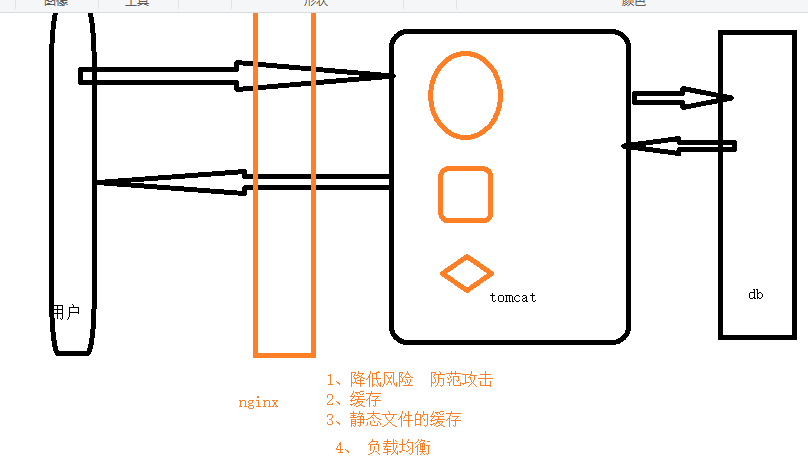 图像 工具 形状 颜色
用户
tomcat
db
nginx
1、降低风险 防范攻击
2、缓存
3、静态文件的缓存
4、 负载均衡